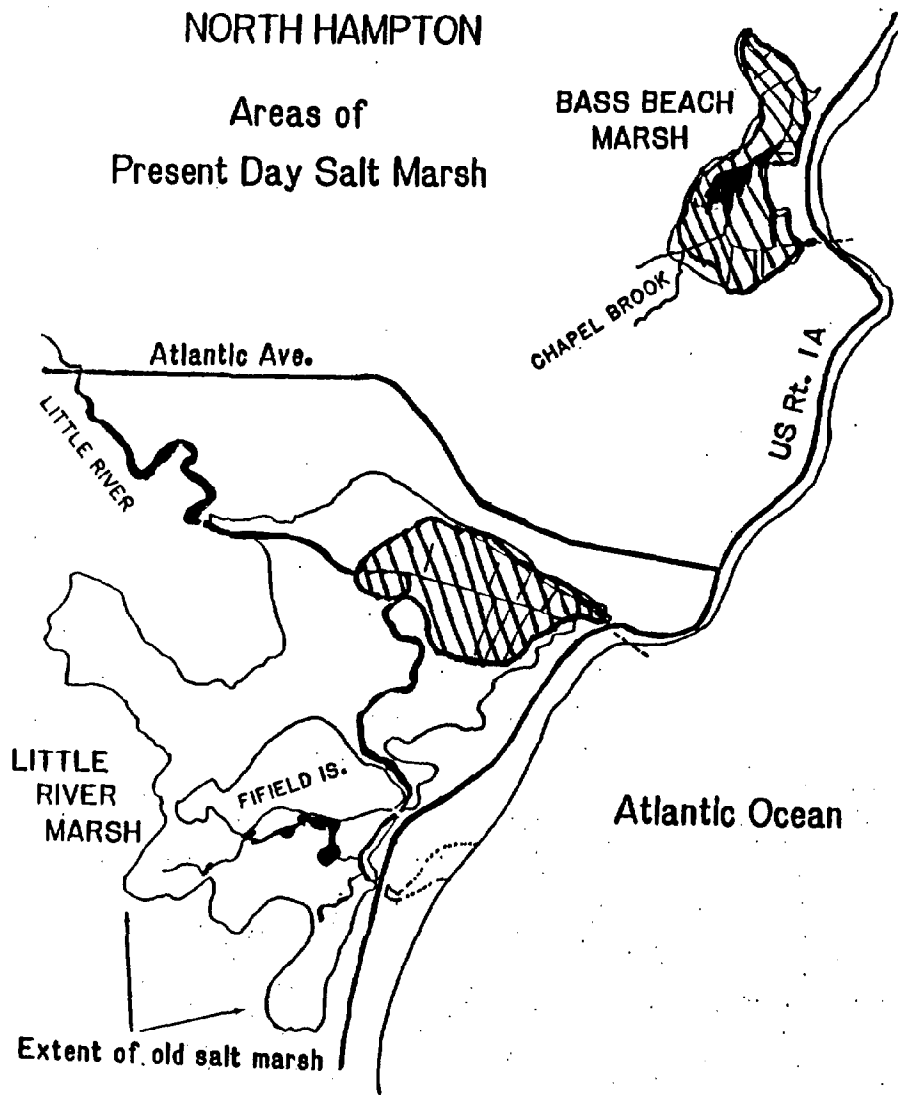 NORTH HAMPTON
Areas of
Present Day Salt Marsh
BASS BEACH
MARSH
CHAPEL BROOK
Atlantic Ave.
US Rt. 1A
LITTLE RIVER
LITTLE
RIVER
MARSH
FIFIELD IS.
Atlantic Ocean
Extent of old salt marsh